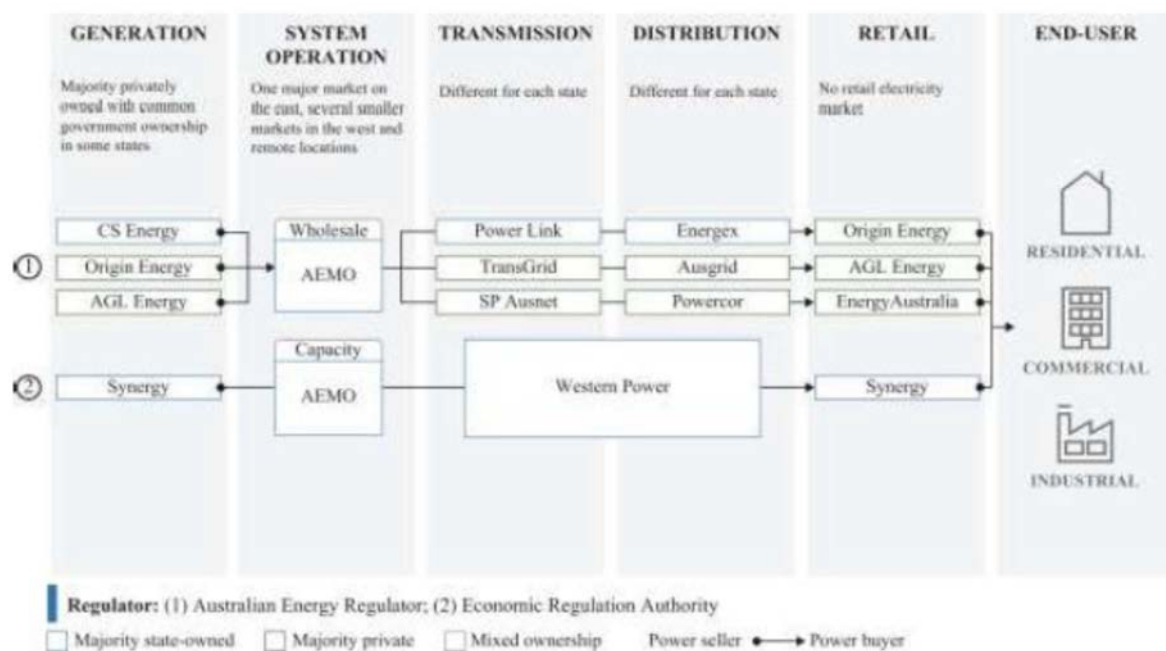 GENERATION
Majority privately
owned with common
government ownership
in some states
SYSTEM
OPERATION
One major market on
the east, several smaller
markets in the west and
remote locations
TRANSMISSION
Different for each state
DISTRIBUTION
Different for each state
RETAIL
No retail electricity
market
END-USER
1
CS Energy
Origin Energy
AGL Energy
Wholesale
AEMO
Power Link
TransGrid
SP Ausnet
Energex
Ausgrid
Powercor
Origin Energy
AGL Energy
EnergyAustralia
2
Synergy
Capacity
AEMO
Western Power
Synergy
RESIDENTIAL
COMMERCIAL
INDUSTRIAL
Regulator: (1) Australian Energy Regulator; (2) Economic Regulation Authority
Majority state-owned Majority private Mixed ownership Power seller Power buyer